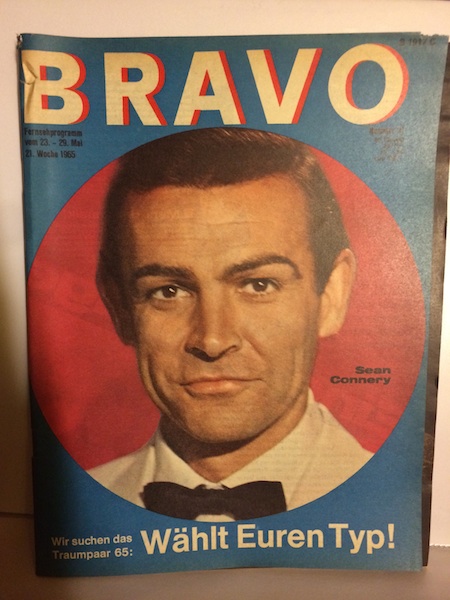 BRAVO
Fernsehprogramm
vom 23. - 29. Mai
21. Woche 1965
Sean
Connery
Wir suchen das
Traumpaar 65:
Wählt Euren Typ!